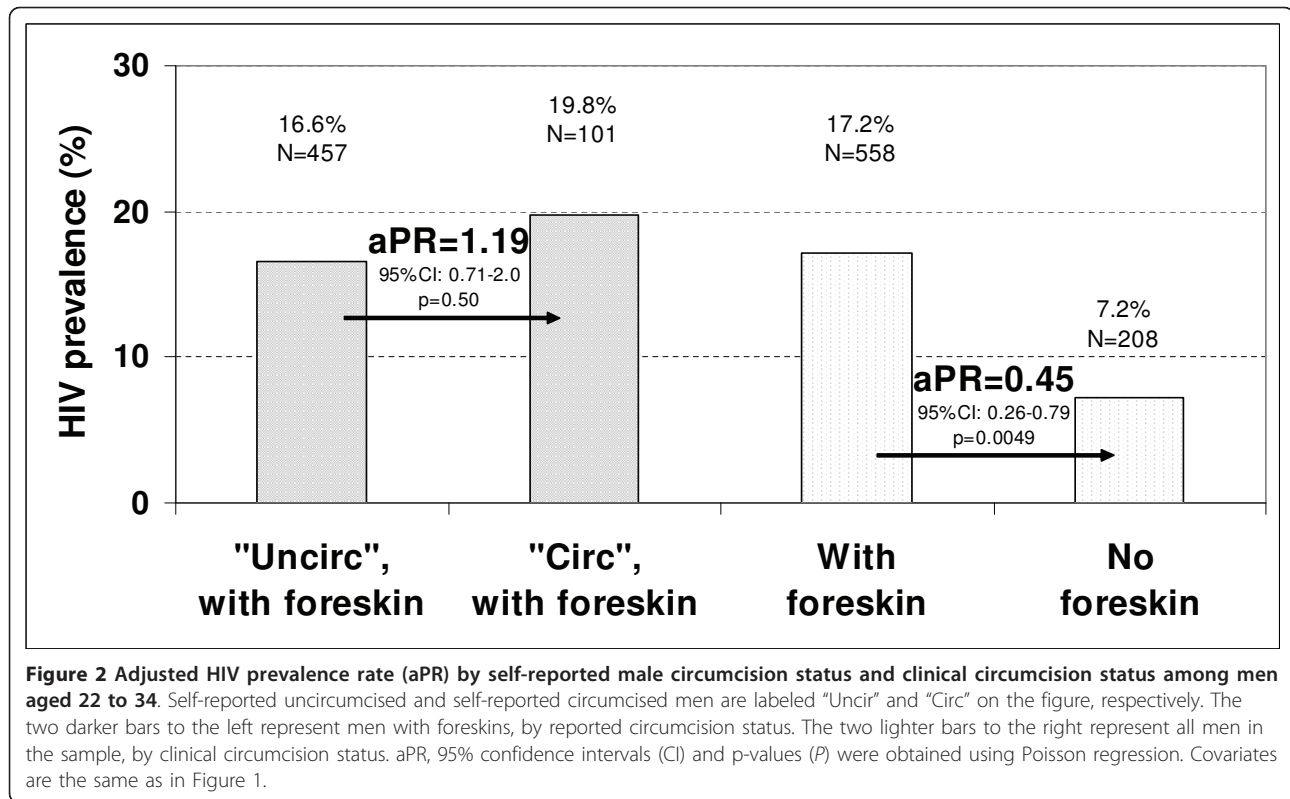 30
20
10
0
HIV prevalence (%)
16.6%
N=457
19.8%
N=101
17.2%
N=558
7.2%
N=208
aPR=1.19
95%CI: 0.71-2.0
p=0.50
aPR=0.45
95%CI: 0.26-0.79
p=0.0049
"Uncirc",
with foreskin
"Circ",
with foreskin
With
foreskin
No
foreskin
Figure 2 Adjusted HIV prevalence rate (aPR) by self-reported male circumcision status and clinical circumcision status among men
aged 22 to 34. Self-reported uncircumcised and self-reported circumcised men are labeled “Uncir” and “Circ” on the figure, respectively. The
two darker bars to the left represent men with foreskins, by reported circumcision status. The two lighter bars to the right represent all men in
the sample, by clinical circumcision status. aPR, 95% confidence intervals (CI) and p-values (P) were obtained using Poisson regression. Covariates
are the same as in Figure 1.